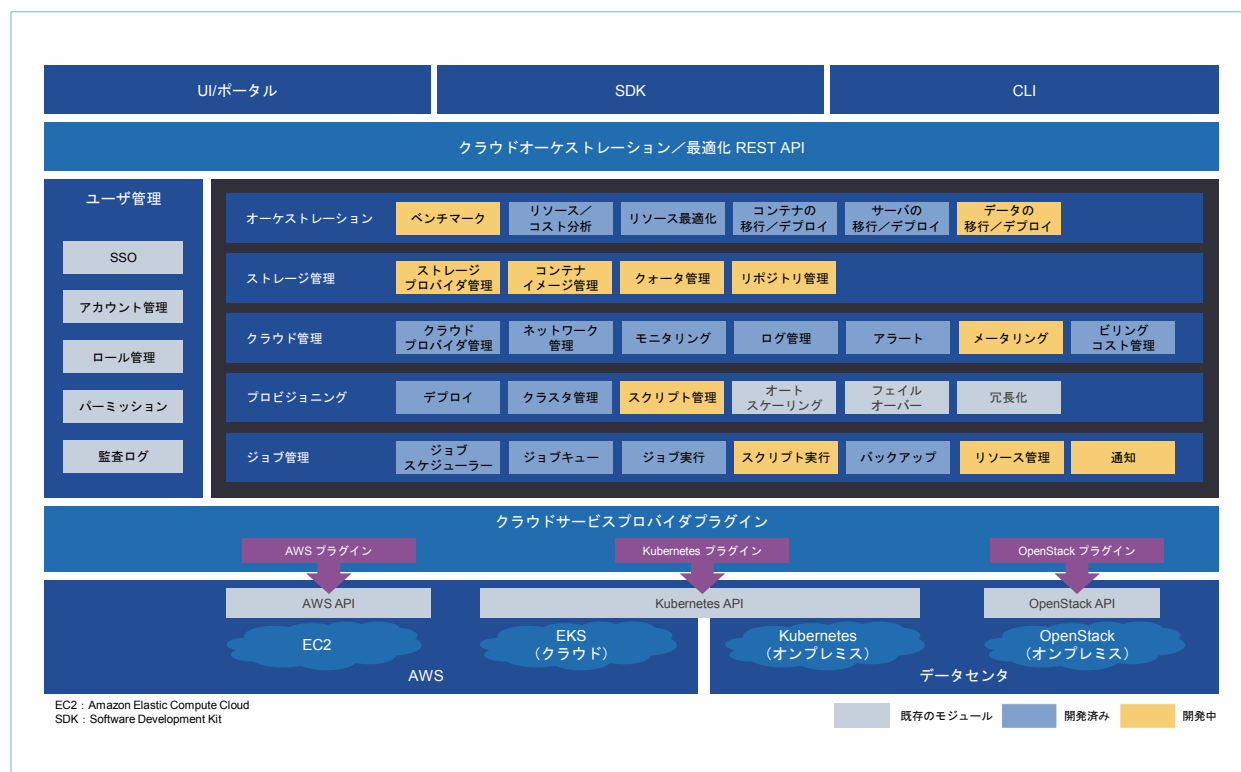 UI/ポータル
SDK
CLI
クラウドオーケストレーション／最適化 REST API
ユーザ管理
SSO
アカウント管理
ロール管理
パーミッション
監査ログ
オーケストレーション
ベンチマーク
リソース／
コスト分析
リソース最適化
コンテナの
移行／デプロイ
サーバの
移行／デプロイ
データの
移行／デプロイ
ストレージ管理
ストレージ
プロバイダ管理
コンテナ
イメージ管理
クォータ管理
リポジトリ管理
クラウド管理
クラウド
プロバイダ管理
ネットワーク
管理
モニタリング
ログ管理
アラート
メータリング
ビリング
コスト管理
プロビジョニング
デプロイ
クラスタ管理
スクリプト管理
オート
スケーリング
フェイル
オーバー
冗長化
ジョブ管理
ジョブ
スケジューラー
ジョブキュー
ジョブ実行
スクリプト実行
バックアップ
リソース管理
通知
クラウドサービスプロバイダプラグイン
AWS プラグイン
Kubernetes プラグイン
OpenStack プラグイン
AWS API
Kubernetes API
OpenStack API
EC2
EKS
（クラウド）
Kubernetes
（オンプレミス）
OpenStack
（オンプレミス）
AWS
データセンタ
EC2：Amazon Elastic Compute Cloud
SDK：Software Development Kit
既存のモジュール
開発済み
開発中